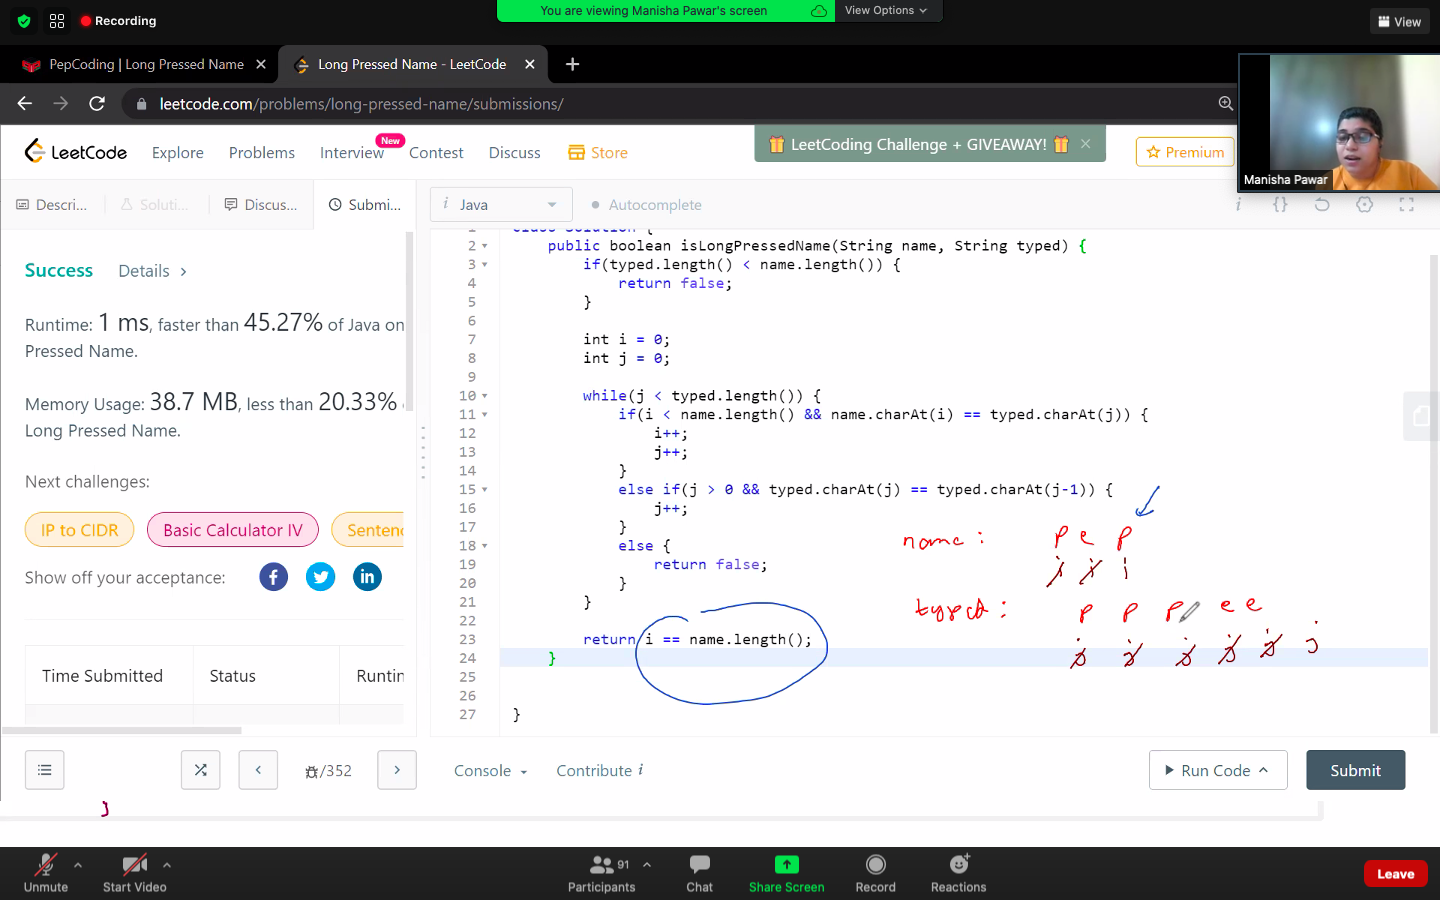 Recording
You are viewing Manisha Pawar's screen
View Options
View
PepCoding | Long Pressed Name
Long Pressed Name - LeetCode
leetcode.com/problems/long-pressed-name/submissions/
LeetCode
Explore
Problems
Interview
New
Contest
Discuss
Store
LeetCoding Challenge + GIVEAWAY!
Premium
Manisha Pawar
Descri...
Soluti...
Discus...
Submi...
i Java
Autocomplete
Success
Details >
Runtime: 1 ms, faster than 45.27% of Java on
Pressed Name.
Memory Usage: 38.7 MB, less than 20.33%
Long Pressed Name.
Next challenges:
IP to CIDR
Basic Calculator IV
Senten
Show off your acceptance:
Time Submitted
Status
Runtin
2 public boolean isLongPressedName(String name, String typed) {
3 if(typed.length() < name.length()) {
4 return false;
5 }
6
7 int i = 0;
8 int j = 0;
9
10 while(j < typed.length()) {
11 if(i < name.length() && name.charAt(i) == typed.charAt(j)) {
12 i++;
13 j++;
14 }
15 else if(j > 0 && typed.charAt(j) == typed.charAt(j-1)) {
16 j++;
17 }
18 else {
19 return false;
20 }
21 }
22
23 return i == name.length();
24 }
25
26
27 }
name : p e p
i i i
typed : p p p e e
j j j j j j
/352
Console
Contribute i
Run Code
Submit
Unmute
Start Video
Participants
91
Chat
Share Screen
Record
Reactions
Leave